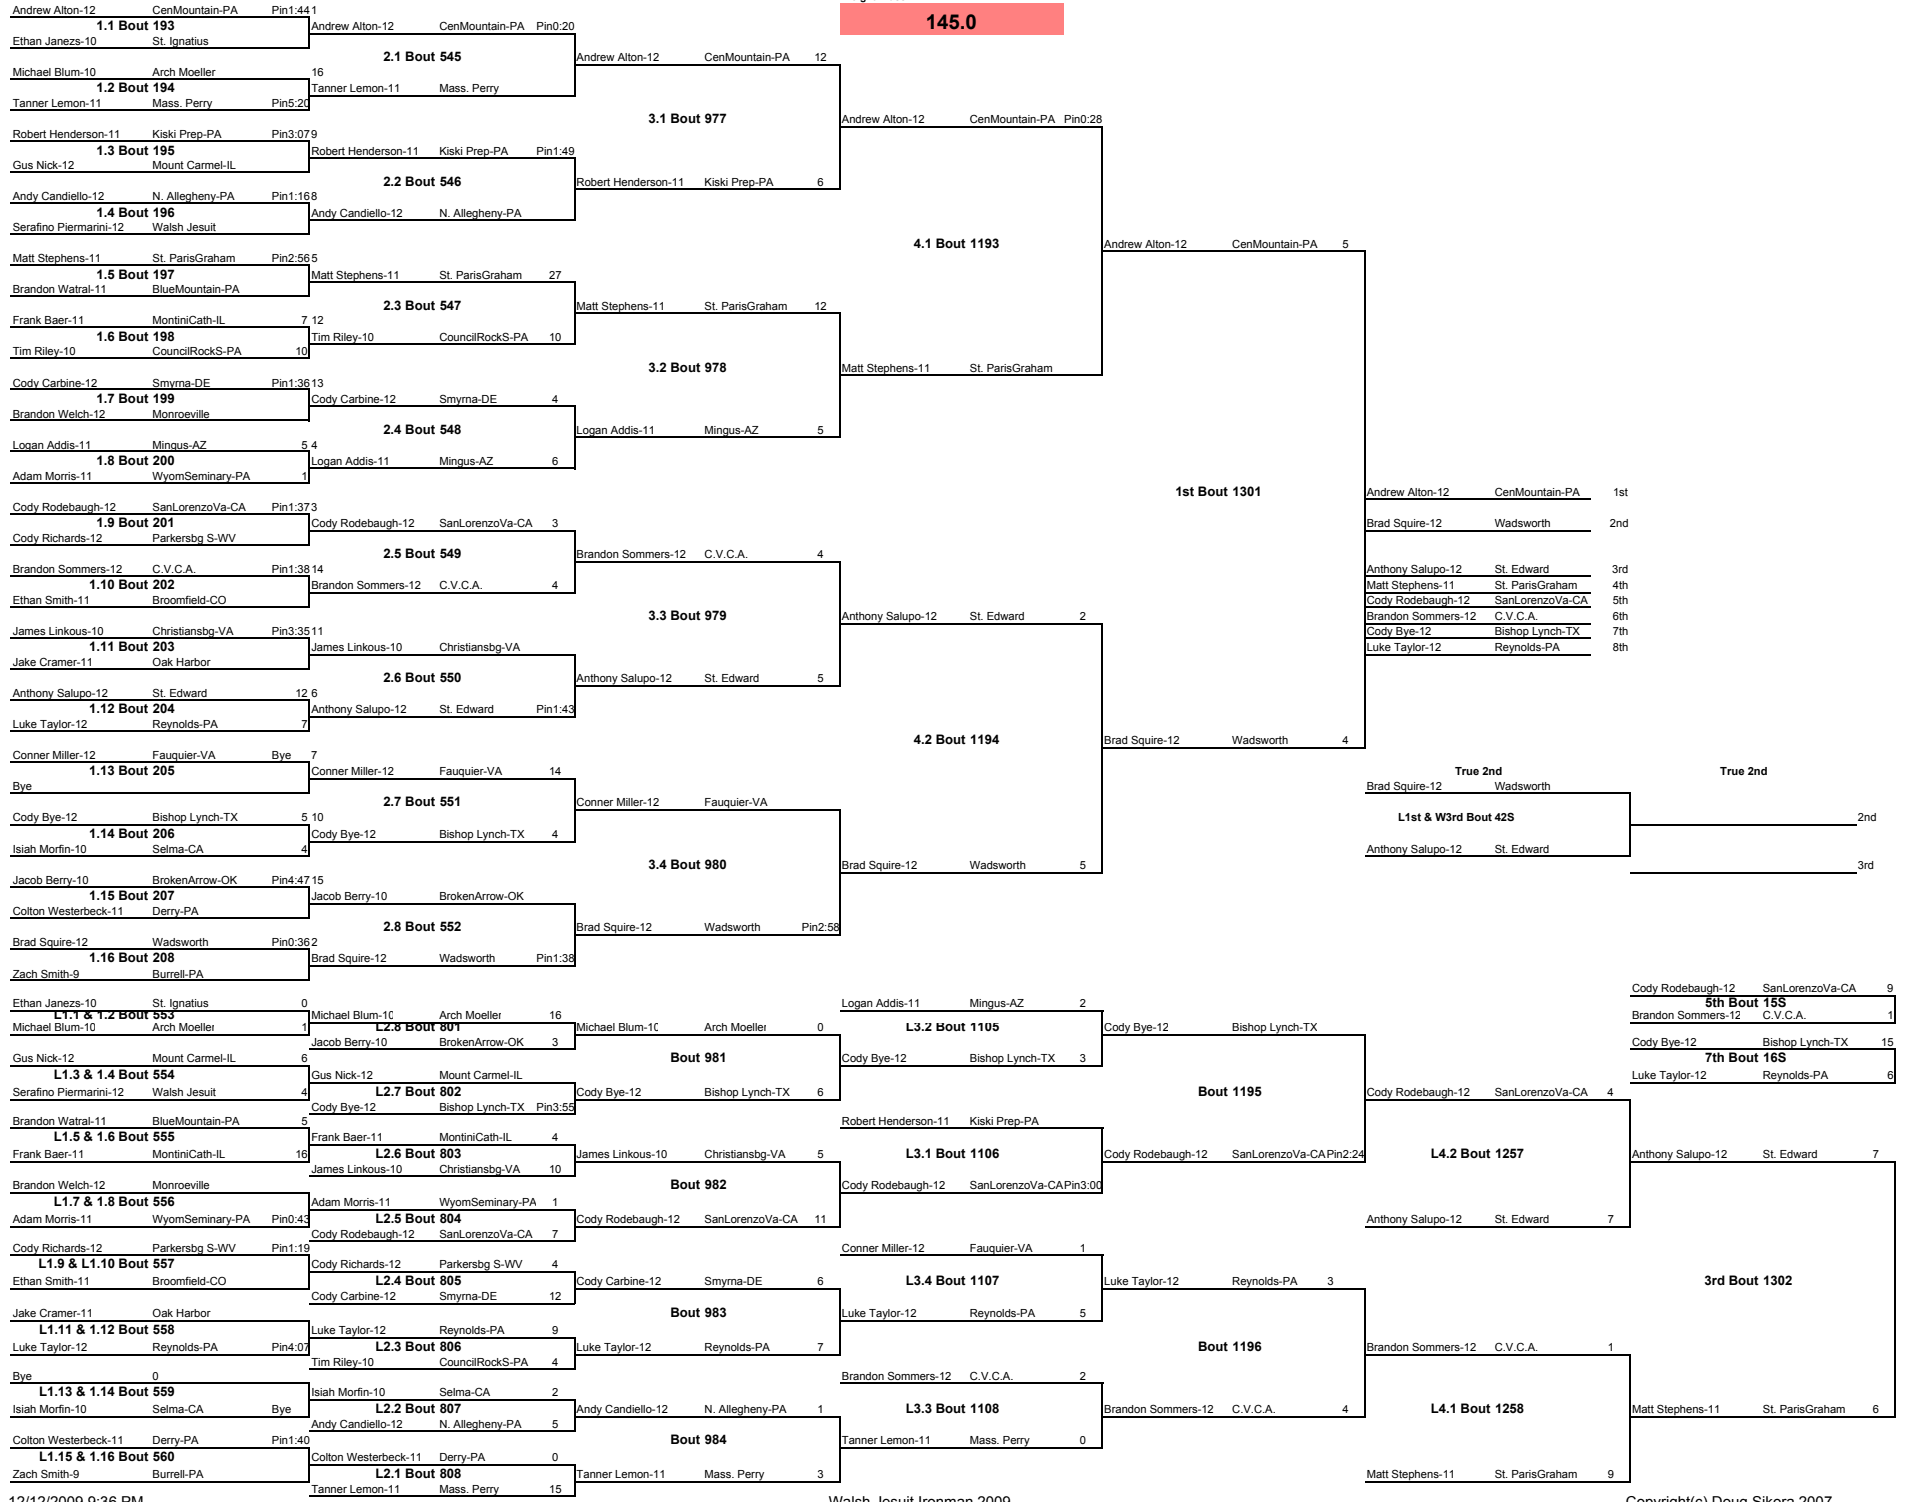 145.0
Andrew Alton-12 CenMountain-PA Pin1:44 1
1.1 Bout 193
Ethan Janezs-10 St. Ignatius
Michael Blum-10 Arch Moeller 16
1.2 Bout 194
Tanner Lemon-11 Mass. Perry Pin5:20
Robert Henderson-11 Kiski Prep-PA Pin3:07 9
1.3 Bout 195
Gus Nick-12 Mount Carmel-IL
Andy Candiello-12 N. Allegheny-PA Pin1:16 8
1.4 Bout 196
Serafino Piermarini-12 Walsh Jesuit
Matt Stephens-11 St. ParisGraham Pin2:56 5
1.5 Bout 197
Brandon Watral-11 BlueMountain-PA
Frank Baer-11 MontiniCath-IL 7 12
1.6 Bout 198
Tim Riley-10 CouncilRockS-PA 10
Cody Carbine-12 Smyrna-DE Pin1:36 13
1.7 Bout 199
Brandon Welch-12 Monroeville
Logan Addis-11 Mingus-AZ 5 4
1.8 Bout 200
Adam Morris-11 WyomSeminary-PA 1
Cody Rodebaugh-12 SanLorenzoVa-CA Pin1:37 3
1.9 Bout 201
Cody Richards-12 Parkersbg S-WV
Brandon Sommers-12 C.V.C.A. Pin1:38 14
1.10 Bout 202
Ethan Smith-11 Broomfield-CO
James Linkous-10 Christiansbg-VA Pin3:35 11
1.11 Bout 203
Jake Cramer-11 Oak Harbor
Anthony Salupo-12 St. Edward 12 6
1.12 Bout 204
Luke Taylor-12 Reynolds-PA 7
Conner Miller-12 Fauquier-VA Bye 7
1.13 Bout 205
Bye
Cody Bye-12 Bishop Lynch-TX 5 10
1.14 Bout 206
Isiah Morfin-10 Selma-CA 4
Jacob Berry-10 BrokenArrow-OK Pin4:47 15
1.15 Bout 207
Colton Westerbeck-11 Derry-PA
Brad Squire-12 Wadsworth Pin0:36 2
1.16 Bout 208
Zach Smith-9 Burrell-PA
Andrew Alton-12 CenMountain-PA Pin0:20
2.1 Bout 545
Tanner Lemon-11 Mass. Perry
Robert Henderson-11 Kiski Prep-PA Pin1:49
2.2 Bout 546
Andy Candiello-12 N. Allegheny-PA
Matt Stephens-11 St. ParisGraham 27
2.3 Bout 547
Tim Riley-10 CouncilRockS-PA 10
Cody Carbine-12 Smyrna-DE 4
2.4 Bout 548
Logan Addis-11 Mingus-AZ 6
Cody Rodebaugh-12 SanLorenzoVa-CA 3
2.5 Bout 549
Brandon Sommers-12 C.V.C.A. 4
James Linkous-10 Christiansbg-VA
2.6 Bout 550
Anthony Salupo-12 St. Edward Pin1:43
Conner Miller-12 Fauquier-VA 14
2.7 Bout 551
Cody Bye-12 Bishop Lynch-TX 4
Jacob Berry-10 BrokenArrow-OK
2.8 Bout 552
Brad Squire-12 Wadsworth Pin1:38
Andrew Alton-12 CenMountain-PA 12
3.1 Bout 977
Robert Henderson-11 Kiski Prep-PA 6
Matt Stephens-11 St. ParisGraham 12
3.2 Bout 978
Logan Addis-11 Mingus-AZ 5
Brandon Sommers-12 C.V.C.A. 4
3.3 Bout 979
Anthony Salupo-12 St. Edward 5
Conner Miller-12 Fauquier-VA
3.4 Bout 980
Brad Squire-12 Wadsworth Pin2:58
Andrew Alton-12 CenMountain-PA Pin0:28
4.1 Bout 1193
Matt Stephens-11 St. ParisGraham
Anthony Salupo-12 St. Edward 2
4.2 Bout 1194
Brad Squire-12 Wadsworth 5
Andrew Alton-12 CenMountain-PA 5
1st Bout 1301
Brad Squire-12 Wadsworth 4
Andrew Alton-12 CenMountain-PA 1st
Brad Squire-12 Wadsworth 2nd
Anthony Salupo-12 St. Edward 3rd
Matt Stephens-11 St. ParisGraham 4th
Cody Rodebaugh-12 SanLorenzoVa-CA 5th
Brandon Sommers-12 C.V.C.A. 6th
Cody Bye-12 Bishop Lynch-TX 7th
Luke Taylor-12 Reynolds-PA 8th
True 2nd True 2nd
Brad Squire-12 Wadsworth
L1st & W3rd Bout 42S 2nd
Anthony Salupo-12 St. Edward
3rd
Ethan Janezs-10 St. Ignatius 0
L1.1 & 1.2 Bout 553
Michael Blum-10 Arch Moeller 1
Gus Nick-12 Mount Carmel-IL 6
L1.3 & 1.4 Bout 554
Serafino Piermarini-12 Walsh Jesuit 4
Brandon Watral-11 BlueMountain-PA 5
L1.5 & 1.6 Bout 555
Frank Baer-11 MontiniCath-IL 16
Brandon Welch-12 Monroeville
L1.7 & 1.8 Bout 556
Adam Morris-11 WyomSeminary-PA Pin0:43
Cody Richards-12 Parkersbg S-WV Pin1:19
L1.9 & L1.10 Bout 557
Ethan Smith-11 Broomfield-CO
Jake Cramer-11 Oak Harbor
L1.11 & 1.12 Bout 558
Luke Taylor-12 Reynolds-PA Pin4:07
Bye 0
L1.13 & 1.14 Bout 559
Isiah Morfin-10 Selma-CA Bye
Colton Westerbeck-11 Derry-PA Pin1:40
L1.15 & 1.16 Bout 560
Zach Smith-9 Burrell-PA
Michael Blum-10 Arch Moeller 16
L2.8 Bout 801
Jacob Berry-10 BrokenArrow-OK 3
Gus Nick-12 Mount Carmel-IL
L2.7 Bout 802
Cody Bye-12 Bishop Lynch-TX Pin3:55
Frank Baer-11 MontiniCath-IL 4
L2.6 Bout 803
James Linkous-10 Christiansbg-VA 10
Adam Morris-11 WyomSeminary-PA 1
L2.5 Bout 804
Cody Rodebaugh-12 SanLorenzoVa-CA 7
Cody Richards-12 Parkersbg S-WV 4
L2.4 Bout 805
Cody Carbine-12 Smyrna-DE 12
Luke Taylor-12 Reynolds-PA 9
L2.3 Bout 806
Tim Riley-10 CouncilRockS-PA 4
Isiah Morfin-10 Selma-CA 2
L2.2 Bout 807
Andy Candiello-12 N. Allegheny-PA 5
Colton Westerbeck-11 Derry-PA 0
L2.1 Bout 808
Tanner Lemon-11 Mass. Perry 15
Michael Blum-10 Arch Moeller 0
Bout 981
Cody Bye-12 Bishop Lynch-TX 6
James Linkous-10 Christiansbg-VA 5
Bout 982
Cody Rodebaugh-12 SanLorenzoVa-CA 11
Cody Carbine-12 Smyrna-DE 6
Bout 983
Luke Taylor-12 Reynolds-PA 7
Andy Candiello-12 N. Allegheny-PA 1
Bout 984
Tanner Lemon-11 Mass. Perry 3
Logan Addis-11 Mingus-AZ 2
L3.2 Bout 1105
Cody Bye-12 Bishop Lynch-TX 3
Robert Henderson-11 Kiski Prep-PA
L3.1 Bout 1106
Cody Rodebaugh-12 SanLorenzoVa-CA Pin3:00
Conner Miller-12 Fauquier-VA 1
L3.4 Bout 1107
Luke Taylor-12 Reynolds-PA 5
Brandon Sommers-12 C.V.C.A. 2
L3.3 Bout 1108
Tanner Lemon-11 Mass. Perry 0
Cody Bye-12 Bishop Lynch-TX
Bout 1195
Cody Rodebaugh-12 SanLorenzoVa-CA Pin2:24
Luke Taylor-12 Reynolds-PA 3
Bout 1196
Brandon Sommers-12 C.V.C.A. 4
Cody Rodebaugh-12 SanLorenzoVa-CA 4
L4.2 Bout 1257
Anthony Salupo-12 St. Edward 7
Brandon Sommers-12 C.V.C.A. 1
L4.1 Bout 1258
Matt Stephens-11 St. ParisGraham 9
Cody Rodebaugh-12 SanLorenzoVa-CA 9
5th Bout 15S
Brandon Sommers-12 C.V.C.A. 1
Cody Bye-12 Bishop Lynch-TX 15
7th Bout 16S
Luke Taylor-12 Reynolds-PA 6
Anthony Salupo-12 St. Edward 7
3rd Bout 1302
Matt Stephens-11 St. ParisGraham 6
12/12/2009 9:36 PM Walsh Jesuit Ironman 2009 Copyright(c) Doug Sikora 2007